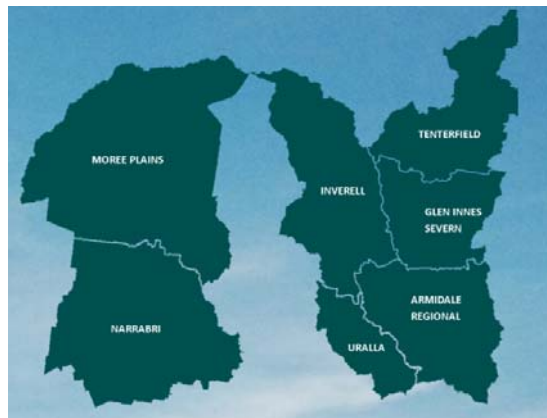 TENTERFIELD
MOREE PLAINS
INVERELL
GLEN INNES
SEVERN
ARMIDALE
REGIONAL
NARRABRI
URALLA